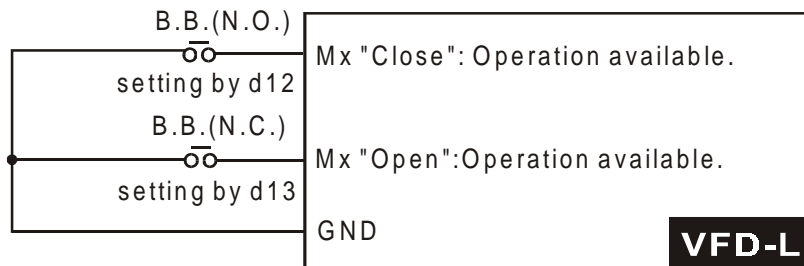 B.B.(N.O.)
Mx "Close": Operation available.
setting by d12
B.B.(N.C.)
Mx "Open":Operation available.
setting by d13
GND
VFD-L